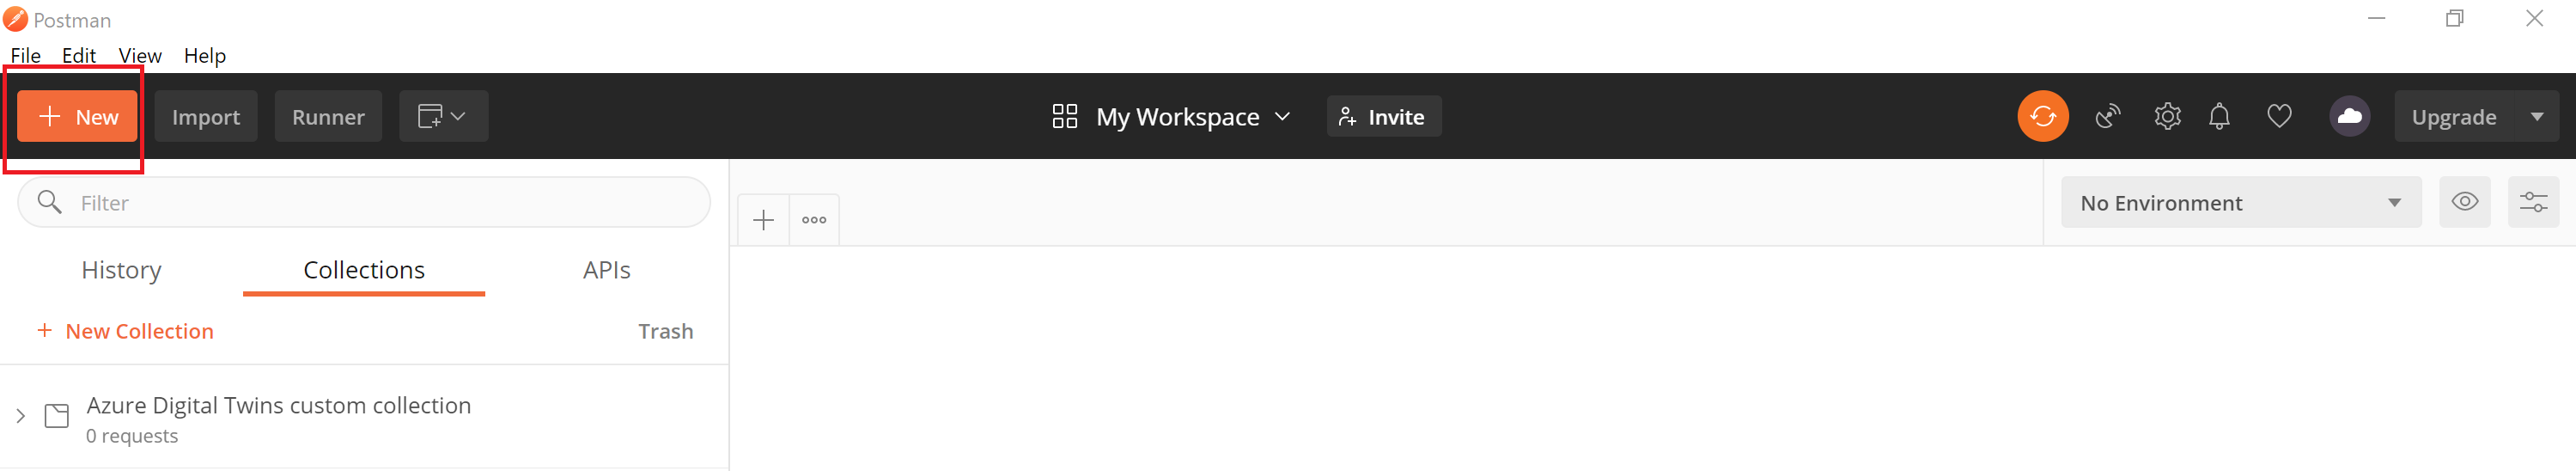 Postman
File Edit View Help
New Import Runner My Workspace Invite Upgrade
Filter No Environment
History Collections APIs
+ New Collection Trash
Azure Digital Twins custom collection
0 requests